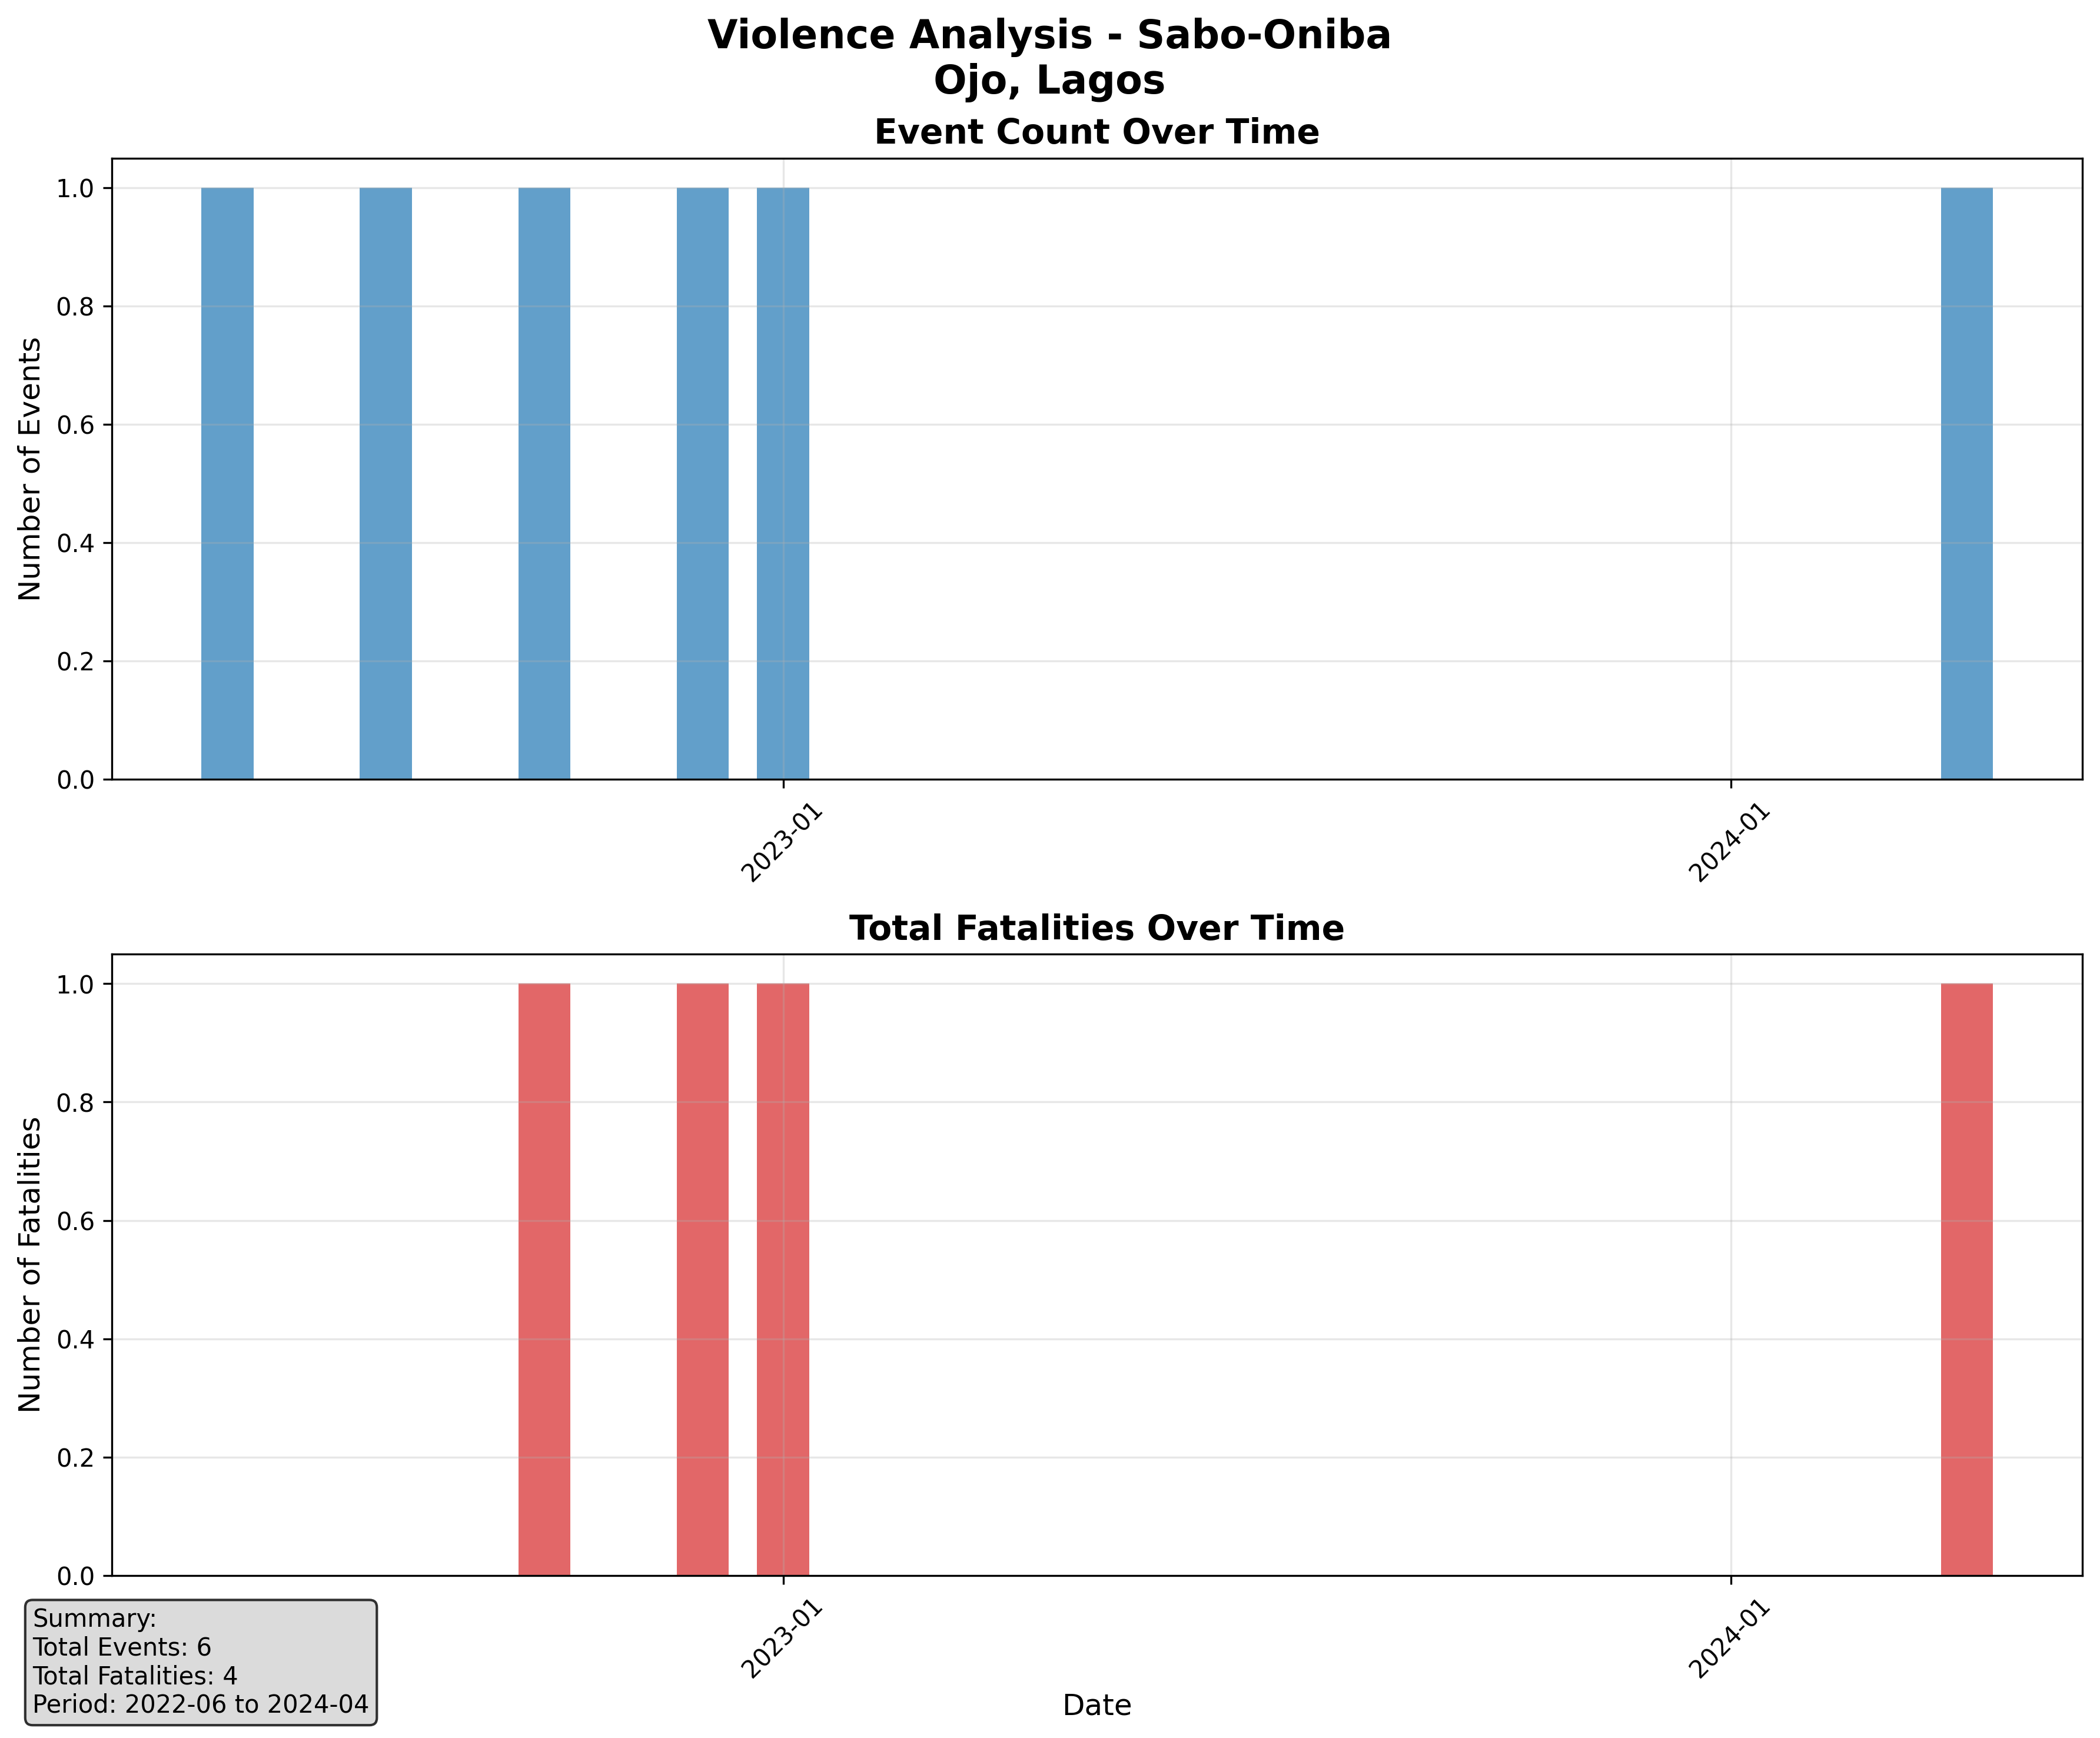 Violence Analysis - Sabo-Oniba
Ojo, Lagos
Event Count Over Time
Number of Events
1.0
0.8
0.6
0.4
0.2
0.0
2023-01
2024-01
Total Fatalities Over Time
Number of Fatalities
1.0
0.8
0.6
0.4
0.2
0.0
2023-01
2024-01
Date
Summary:
Total Events: 6
Total Fatalities: 4
Period: 2022-06 to 2024-04